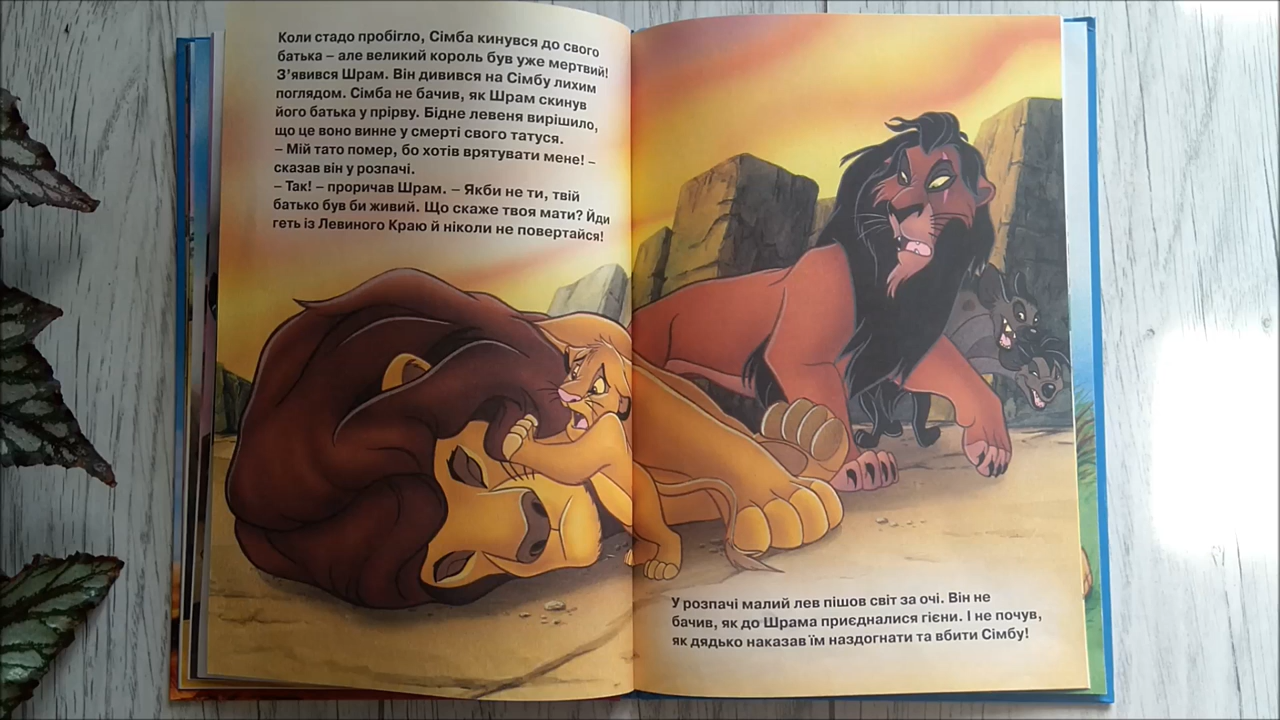 Коли стадо пробігло, Сімба кинувся до свого
батька – але великий король був уже мертвий!
З’явився Шрам. Він дивився на Сімбу лихим
поглядом. Сімба не бачив, як Шрам скинув
його батька у прірву. Бідне левеня вирішило,
що це воно винне у смерті свого татуся.
– Мій тато помер, бо хотів врятувати мене! –
сказав він у розпачі.
– Так! – проричав Шрам. – Якби не ти, твій
батько був би живий. Що скаже твоя мати? Йди
геть із Левиного Краю й ніколи не повертайся!
У розпачі малий лев пішов світ за очі. Він не
бачив, як до Шрама приєдналися гієни. І не почув,
як дядько наказав їм наздогнати та вбити Сімбу!